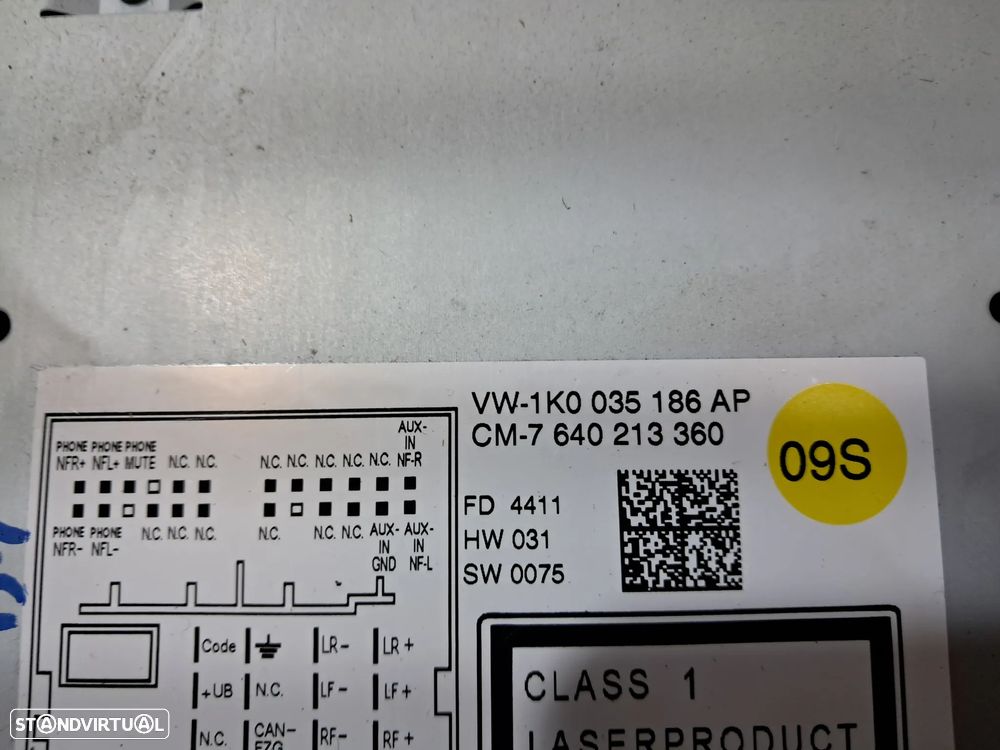 VW-1K0 035 186 AP
CM-7 640 213 360
09S
FD 4411
HW 031
SW 0075
AUX-
IN
PHONE PHONE PHONE
NFR+ NFL+ MUTE N.C. N.C. N.C. N.C. N.C. N.C. N.C. NF-R
PHONE PHONE N.C. N.C. N.C. N.C. N.C. N.C. AUX- AUX-
NFR- NFL- IN IN
GND NF-L
Code LR - LR +
+UB N.C. LF - LF +
N.C. CAN- RF - RF +
FZG
CLASS 1
LASERPRODUCT
STANDVIRTUAL